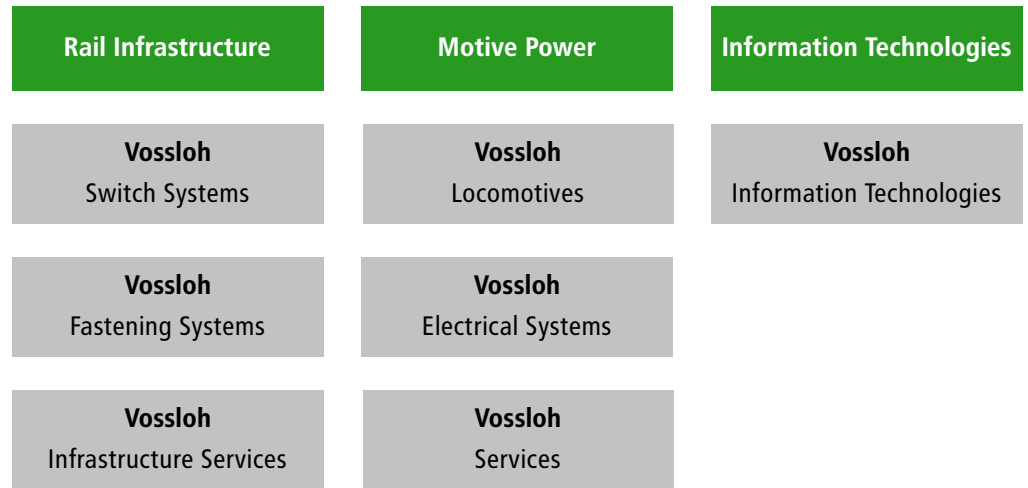 Rail Infrastructure
Motive Power
Information Technologies
Vossloh
Switch Systems
Vossloh
Locomotives
Vossloh
Information Technologies
Vossloh
Fastening Systems
Vossloh
Electrical Systems
Vossloh
Infrastructure Services
Vossloh
Services